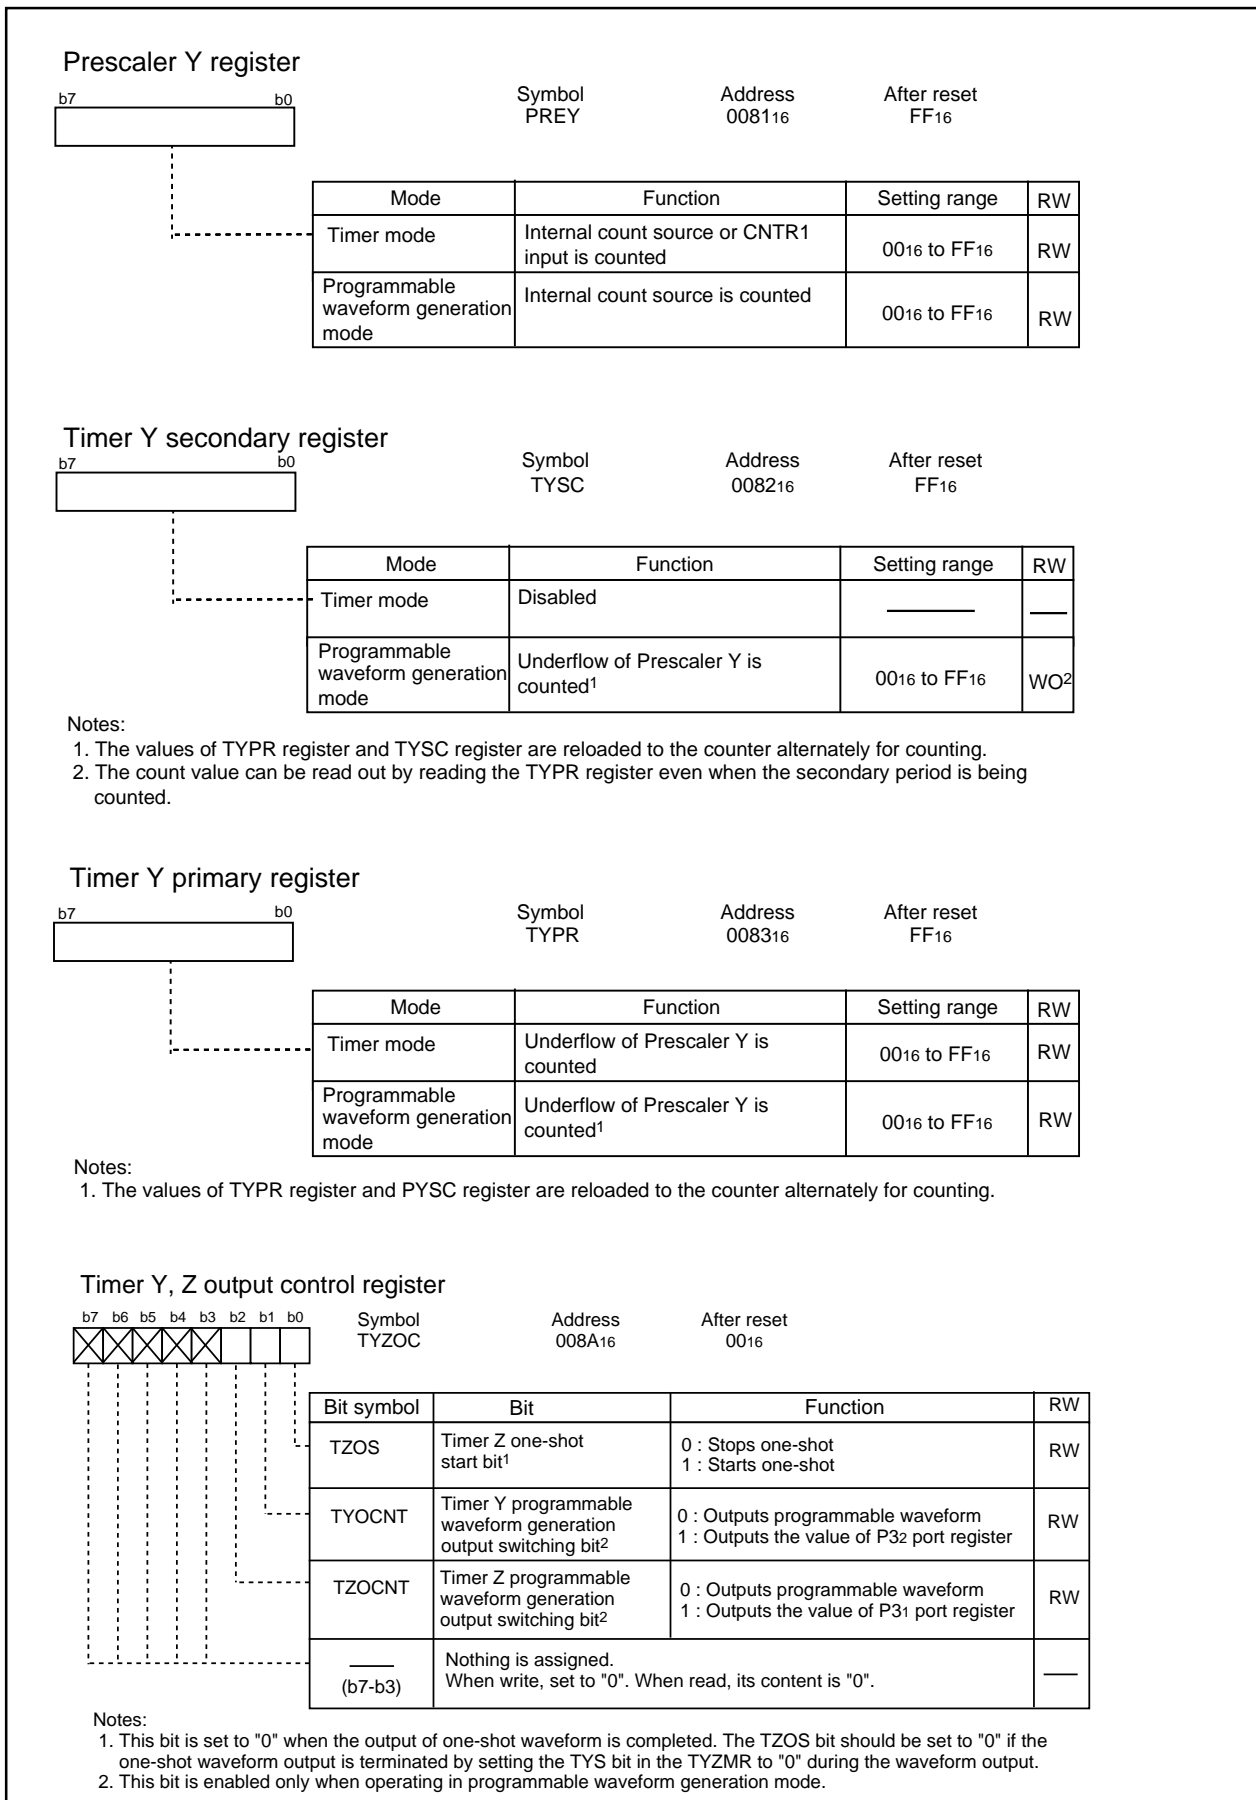 Prescaler Y register
b7 b0
Symbol Address After reset
PREY 008116 FF16
Mode Function Setting range RW
Timer mode Internal count source or CNTR1
input is counted 0016 to FF16 RW
Programmable
waveform generation
mode Internal count source is counted 0016 to FF16 RW
Timer Y secondary register
b7 b0
Symbol Address After reset
TYSC 008216 FF16
Mode Function Setting range RW
Timer mode Disabled
Programmable
waveform generation
mode Underflow of Prescaler Y is
counted1 0016 to FF16 WO2
Notes:
1. The values of TYPR register and TYSC register are reloaded to the counter alternately for counting.
2. The count value can be read out by reading the TYPR register even when the secondary period is being
counted.
Timer Y primary register
b7 b0
Symbol Address After reset
TYPR 008316 FF16
Mode Function Setting range RW
Timer mode Underflow of Prescaler Y is
counted 0016 to FF16 RW
Programmable
waveform generation
mode Underflow of Prescaler Y is
counted1 0016 to FF16 RW
Notes:
1. The values of TYPR register and PYSC register are reloaded to the counter alternately for counting.
Timer Y, Z output control register
b7 b6 b5 b4 b3 b2 b1 b0
Symbol Address After reset
TYZOC 008A16 0016
Bit symbol Bit Function RW
TZOS Timer Z one-shot
start bit1 0 : Stops one-shot
1 : Starts one-shot RW
TYOCNT Timer Y programmable
waveform generation
output switching bit2 0 : Outputs programmable waveform
1 : Outputs the value of P32 port register RW
TZOCNT Timer Z programmable
waveform generation
output switching bit2 0 : Outputs programmable waveform
1 : Outputs the value of P31 port register RW
(b7-b3) Nothing is assigned.
When write, set to "0". When read, its content is "0".
Notes:
1. This bit is set to "0" when the output of one-shot waveform is completed. The TZOS bit should be set to "0" if the
one-shot waveform output is terminated by setting the TYS bit in the TYZMR to "0" during the waveform output.
2. This bit is enabled only when operating in programmable waveform generation mode.